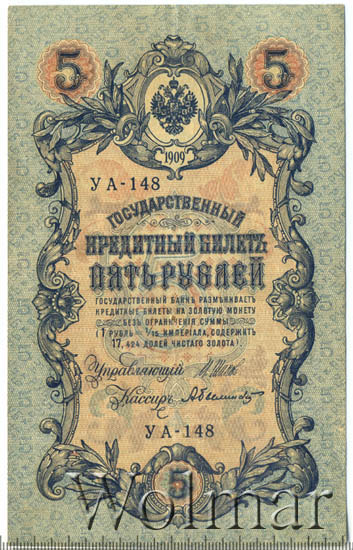 5 5
1909
УА-148
ГОСУДАРСТВЕННЫЙ
КРЕДИТНЫЙ БИЛЕТЪ
ПЯТЬ РУБЛЕЙ
ГОСУДАРСТВЕННЫЙ БАНКЪ РАЗМѢНИВАЕТЪ
КРЕДИТНЫЕ БИЛЕТЫ НА ЗОЛОТУЮ МОНЕТУ
БЕЗЪ ОГРАНИЧЕНІЯ СУММЫ
(1 РУБЛЬ = 1/15 ИМПЕРІАЛА, СОДЕРЖИТЪ
17,424 ДОЛЕЙ ЧИСТАГО ЗОЛОТА).
Управляющій
Кассиръ
УА-148
5
Wolmar